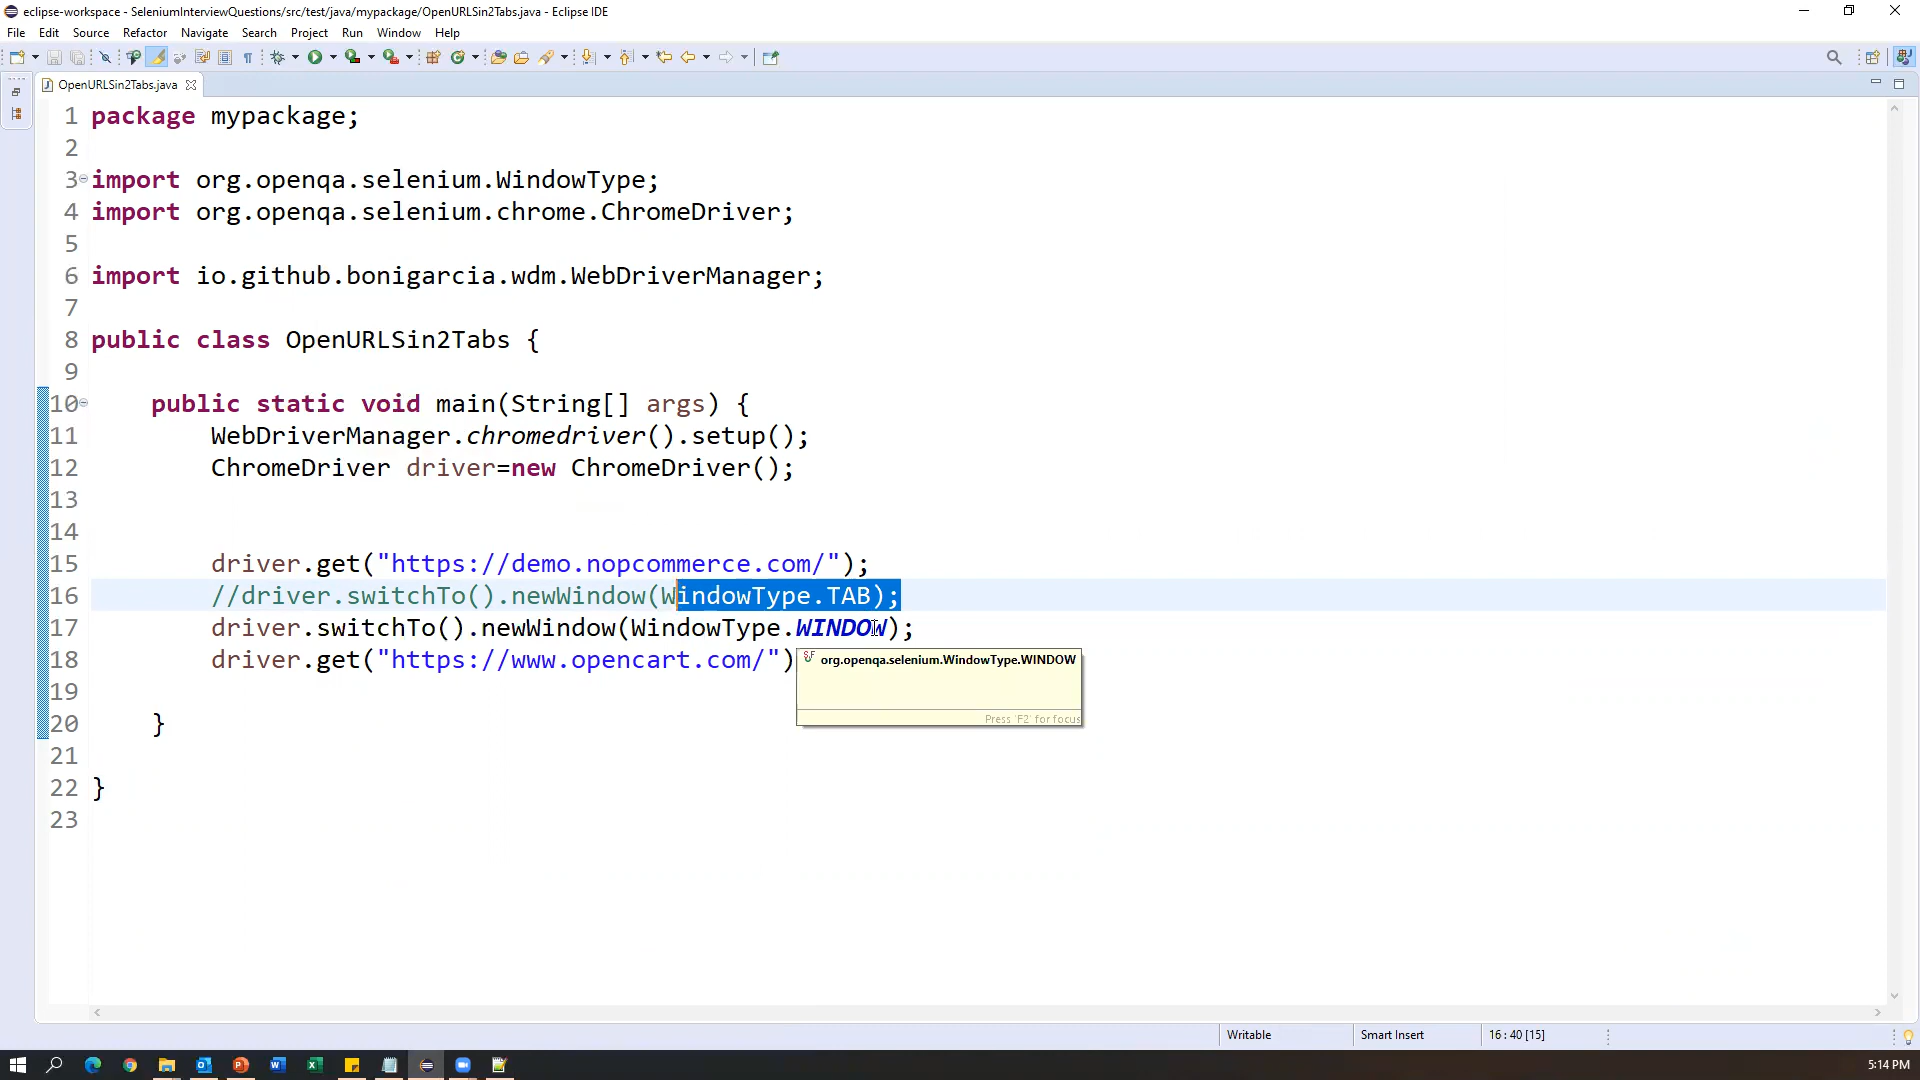 eclipse-workspace - SeleniumInterviewQuestions/src/test/java/mypackage/OpenURLSin2Tabs.java - Eclipse IDE
File Edit Source Refactor Navigate Search Project Run Window Help
OpenURLSin2Tabs.java
1 package mypackage;
2
3 import org.openqa.selenium.WindowType;
4 import org.openqa.selenium.chrome.ChromeDriver;
5
6 import io.github.bonigarcia.wdm.WebDriverManager;
7
8 public class OpenURLSin2Tabs {
9
10 public static void main(String[] args) {
11 WebDriverManager.chromedriver().setup();
12 ChromeDriver driver=new ChromeDriver();
13
14
15 driver.get("https://demo.nopcommerce.com/");
16 //driver.switchTo().newWindow(WindowType.TAB);
17 driver.switchTo().newWindow(WindowType.WINDOW);
18 driver.get("https://www.opencart.com/")
org.openqa.selenium.WindowType.WINDOW
19
Press 'F2' for focus
20 }
21
22 }
23
Writable Smart Insert 16 : 40 [15]
5:14 PM